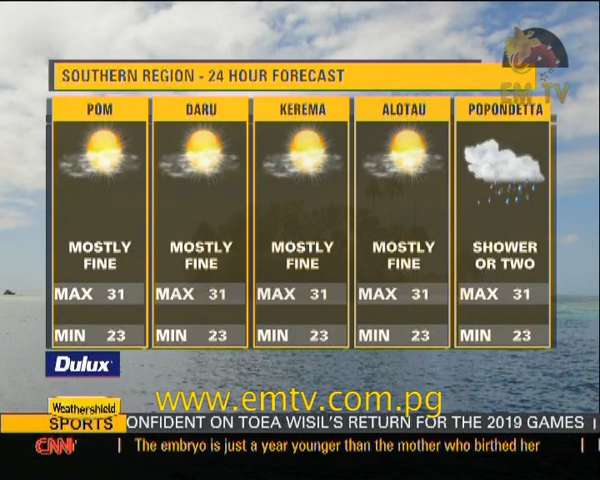 EM TV
SOUTHERN REGION - 24 HOUR FORECAST
POM
MOSTLY
FINE
MAX 31
MIN 23
DARU
MOSTLY
FINE
MAX 31
MIN 23
KEREMA
MOSTLY
FINE
MAX 31
MIN 23
ALOTAU
MOSTLY
FINE
MAX 31
MIN 23
POPONDETTA
SHOWER
OR TWO
MAX 31
MIN 23
Dulux
www.emtv.com.pg
Weathershield
SPORTS ONFIDENT ON TOEA WISIL'S RETURN FOR THE 2019 GAMES |
CNN | The embryo is just a year younger than the mother who birthed her |